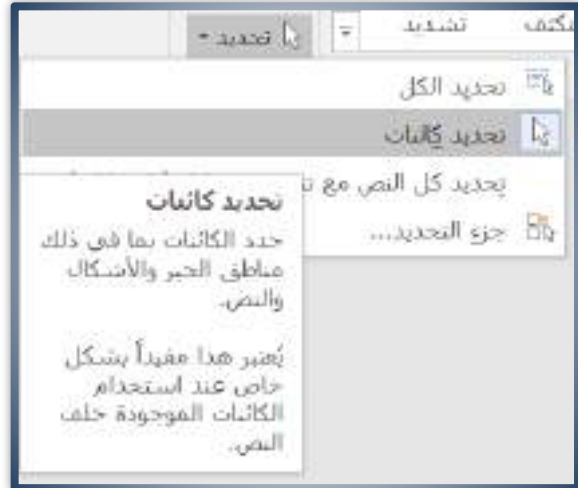 مكثف تشديد تحديد
تحديد الكل
تحديد كائنات
تحديد كل النص مع
جزء التحديد...
تحديد كائنات
حدد الكائنات بما في ذلك
مناطق الحبر والأشكال
والنص.
يُعتبر هذا مفيداً بشكل
خاص عند استخدام
الكائنات الموجودة خلف
النص.